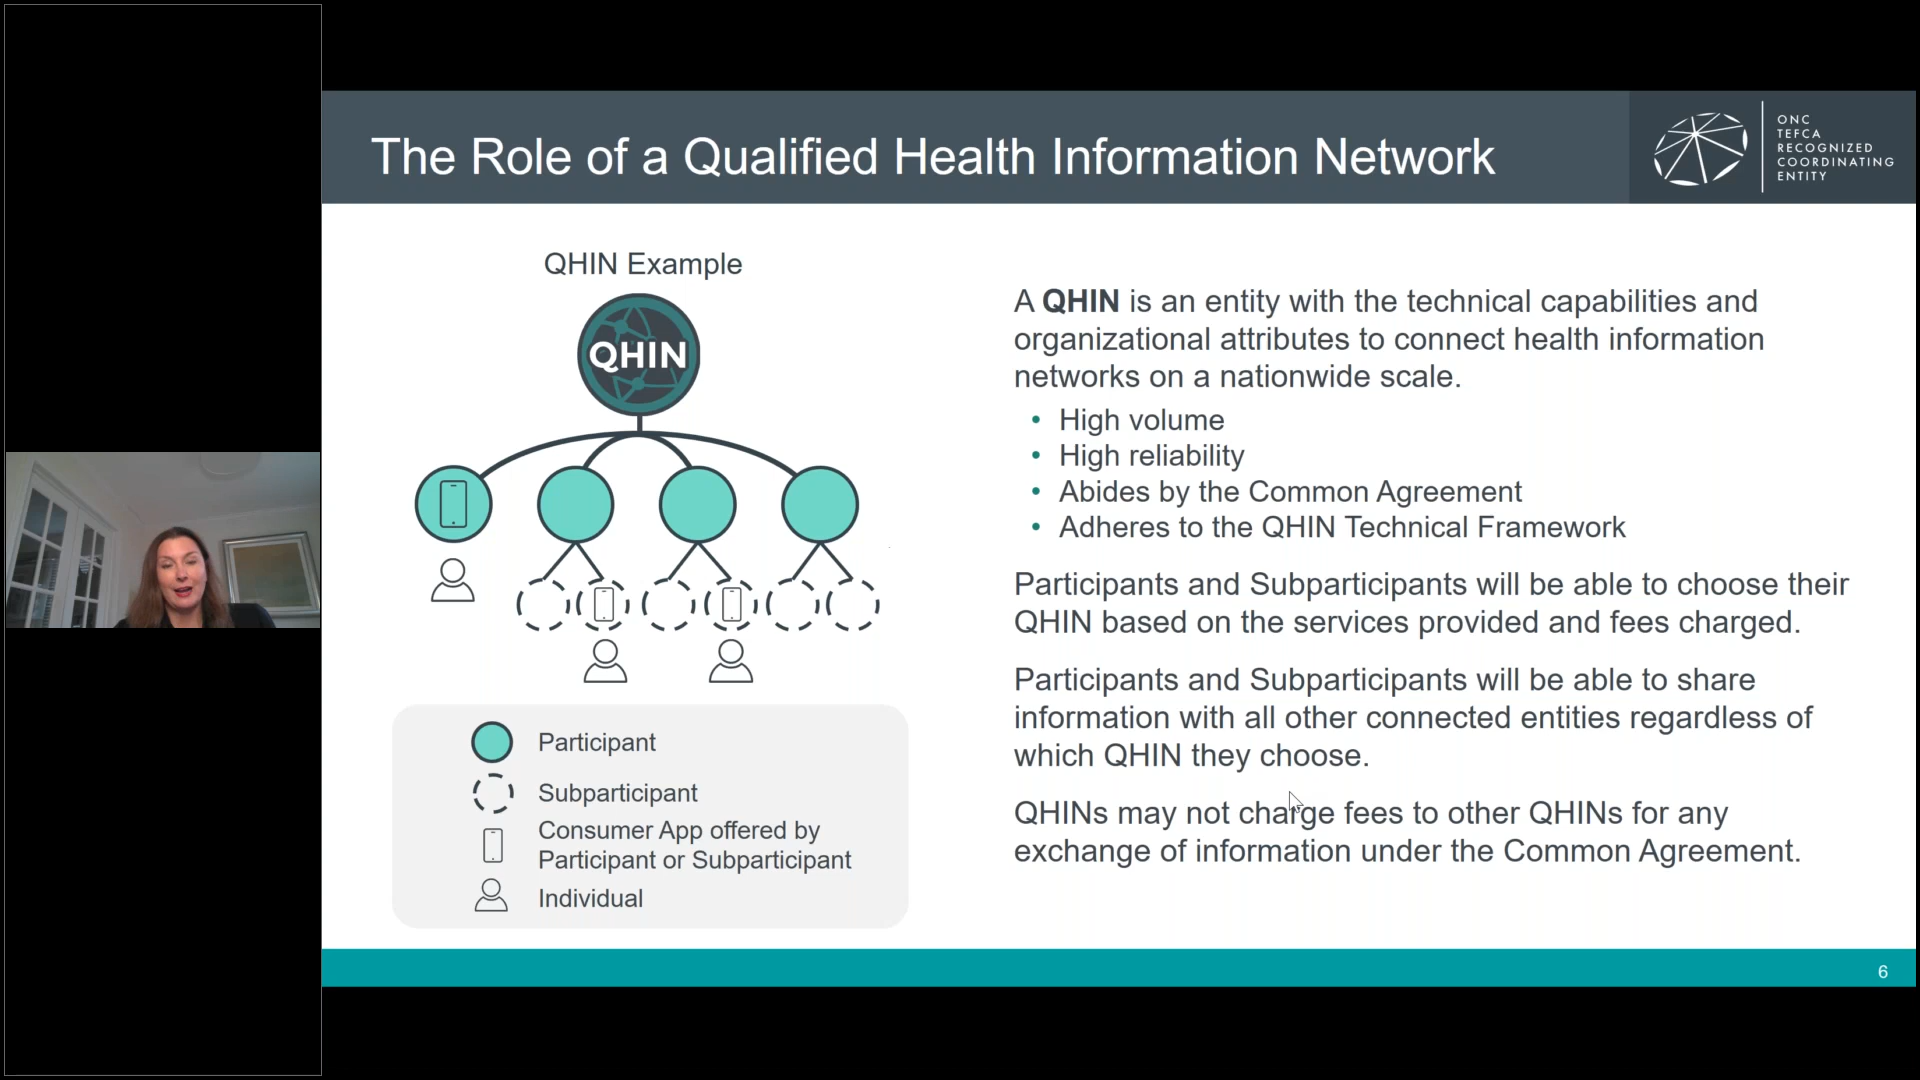 The Role of a Qualified Health Information Network
ONC
TEFCA
RECOGNIZED
COORDINATING
ENTITY
QHIN Example
QHIN
Participant
Subparticipant
Consumer App offered by
Participant or Subparticipant
Individual
A QHIN is an entity with the technical capabilities and
organizational attributes to connect health information
networks on a nationwide scale.
• High volume
• High reliability
• Abides by the Common Agreement
• Adheres to the QHIN Technical Framework
Participants and Subparticipants will be able to choose their
QHIN based on the services provided and fees charged.
Participants and Subparticipants will be able to share
information with all other connected entities regardless of
which QHIN they choose.
QHINs may not charge fees to other QHINs for any
exchange of information under the Common Agreement.
6